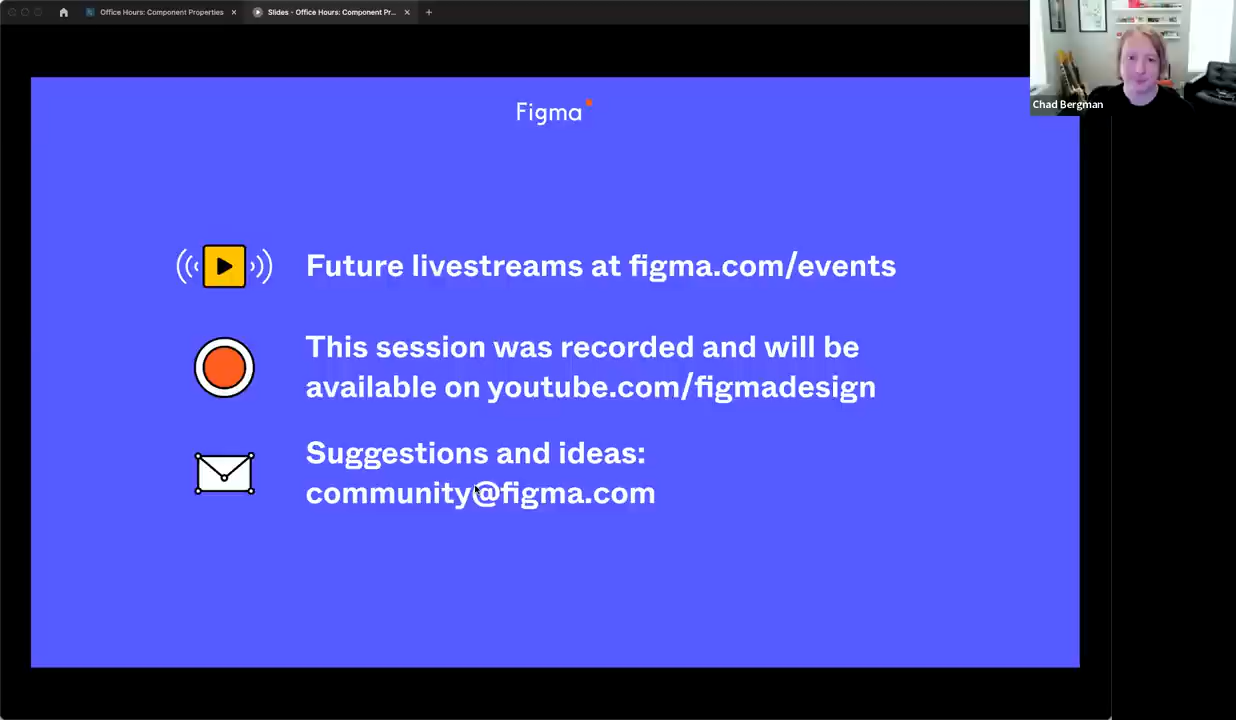 Office Hours: Component Properties
Slides - Office Hours: Component Pr...
Chad Bergman
Figma
Future livestreams at figma.com/events
This session was recorded and will be
available on youtube.com/figmadesign
Suggestions and ideas:
community@figma.com